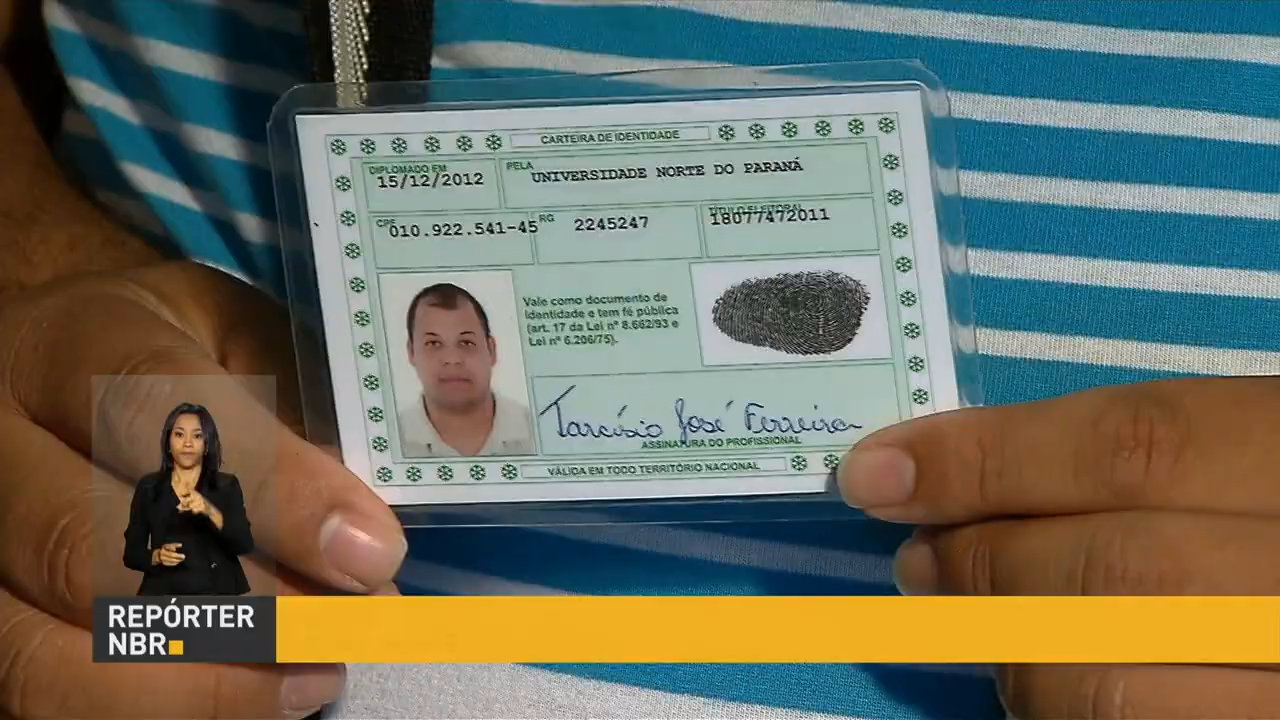 CARTEIRA DE IDENTIDADE
DIPLOMADO EM
15/12/2012
PELA
UNIVERSIDADE NORTE DO PARANÁ
CPF
010.922.541-45
RG
2245247
TÍTULO ELEITORAL
18077472011
Vale como documento de
identidade e tem fé pública
(art. 17 da Lei nº 8.662/93 e
Lei nº 6.206/75).
Tarcísio José Ferreira
ASSINATURA DO PROFISSIONAL
VÁLIDA EM TODO TERRITÓRIO NACIONAL
REPÓRTER
NBR